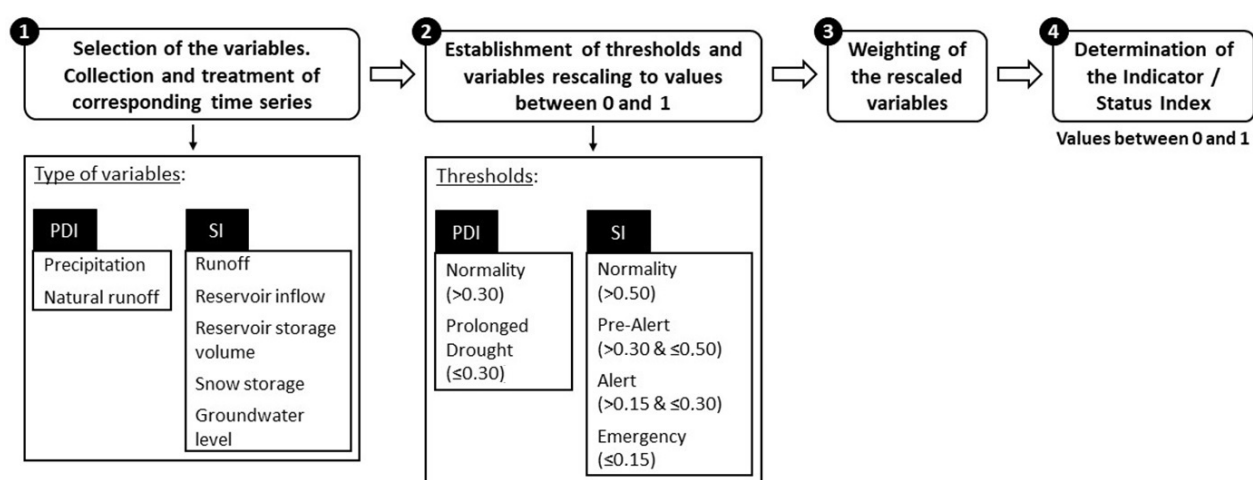 1
Selection of the variables.
Collection and treatment of
corresponding time series
2
Establishment of thresholds and
variables rescaling to values
between 0 and 1
3
Weighting of
the rescaled
variables
4
Determination of
the Indicator /
Status Index
Values between 0 and 1
Type of variables:
PDI
Precipitation
Natural runoff
SI
Runoff
Reservoir inflow
Reservoir storage
volume
Snow storage
Groundwater
level
Thresholds:
PDI
Normality
(>0.30)
Prolonged
Drought
(≤0.30)
SI
Normality
(>0.50)
Pre-Alert
(>0.30 & ≤0.50)
Alert
(>0.15 & ≤0.30)
Emergency
(≤0.15)